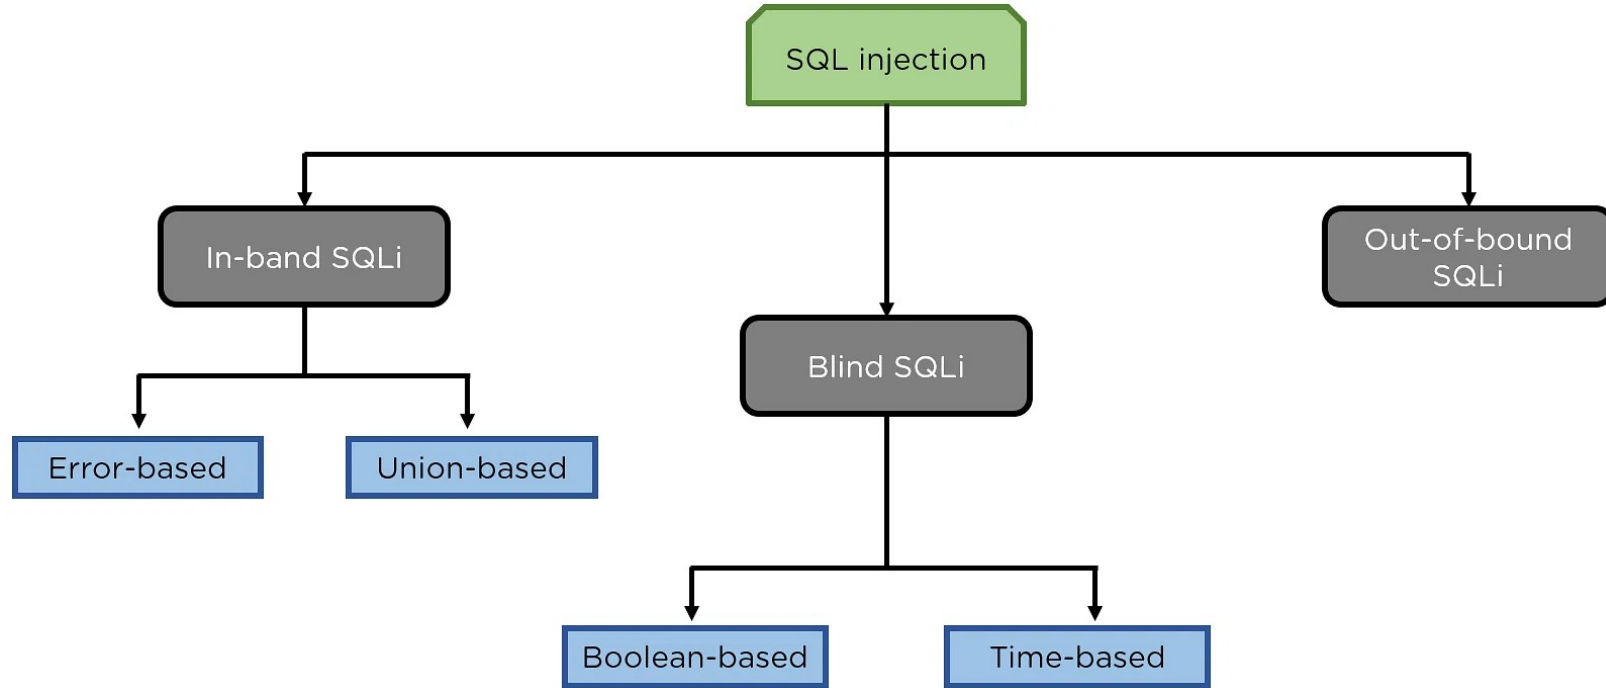 SQL injection
In-band SQLi
Out-of-bound
SQLi
Blind SQLi
Error-based
Union-based
Boolean-based
Time-based